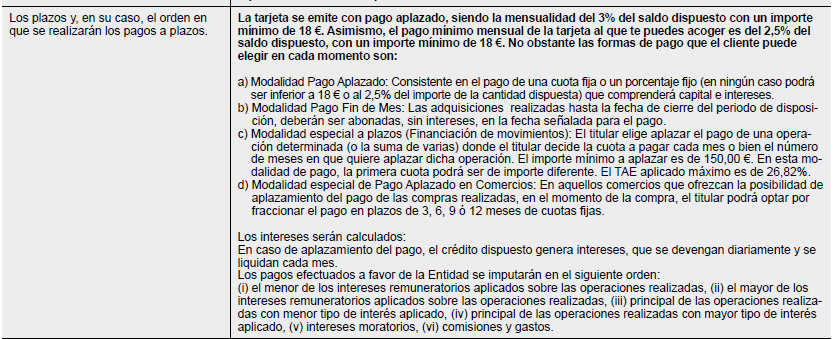 Los plazos y, en su caso, el orden en
que se realizarán los pagos a plazos.
La tarjeta se emite con pago aplazado, siendo la mensualidad del 3% del saldo dispuesto con un importe
mínimo de 18 €. Asimismo, el pago mínimo mensual de la tarjeta al que te puedes acoger es del 2,5% del
saldo dispuesto, con un importe mínimo de 18 €. No obstante las formas de pago que el cliente puede
elegir en cada momento son:
a) Modalidad Pago Aplazado: Consistente en el pago de una cuota fija o un porcentaje fijo (en ningún caso podrá
ser inferior a 18 € o al 2,5% del importe de la cantidad dispuesta) que comprenderá capital e intereses.
b) Modalidad Pago Fin de Mes: Las adquisiciones realizadas hasta la fecha de cierre del periodo de disposi-
ción, deberán ser abonadas, sin intereses, en la fecha señalada para el pago.
c) Modalidad especial a plazos (Financiación de movimientos): El titular elige aplazar el pago de una opera-
ción determinada (o la suma de varias) donde el titular decide la cuota a pagar cada mes o bien el número
de meses en que quiere aplazar dicha operación. El importe mínimo a aplazar es de 150,00 €. En esta mo-
dalidad de pago, la primera cuota podrá ser de importe diferente. El TAE aplicado máximo es de 26,82%.
d) Modalidad especial de Pago Aplazado en Comercios: En aquellos comercios que ofrezcan la posibilidad de
aplazamiento del pago de las compras realizadas, en el momento de la compra, el titular podrá optar por
fraccionar el pago en plazos de 3, 6, 9 ó 12 meses de cuotas fijas.
Los intereses serán calculados:
En caso de aplazamiento del pago, el crédito dispuesto genera intereses, que se devengan diariamente y se
liquidan cada mes.
Los pagos efectuados a favor de la Entidad se imputarán en el siguiente orden:
(i) el menor de los intereses remuneratorios aplicados sobre las operaciones realizadas, (ii) el mayor de los
intereses remuneratorios aplicados sobre las operaciones realizadas, (iii) principal de las operaciones realiza-
das con menor tipo de interés aplicado, (iv) principal de las operaciones realizadas con mayor tipo de interés
aplicado, (v) intereses moratorios, (vi) comisiones y gastos.